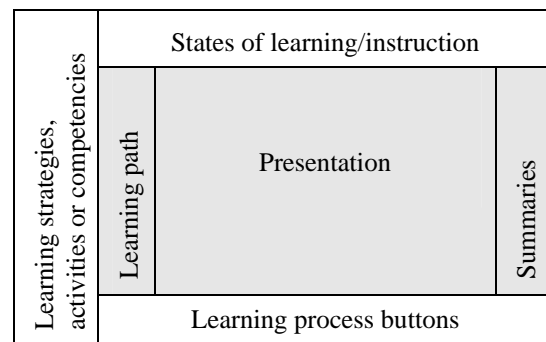 Learning strategies,
activities or competencies
States of learning/instruction
Learning path
Presentation
Summaries
Learning process buttons